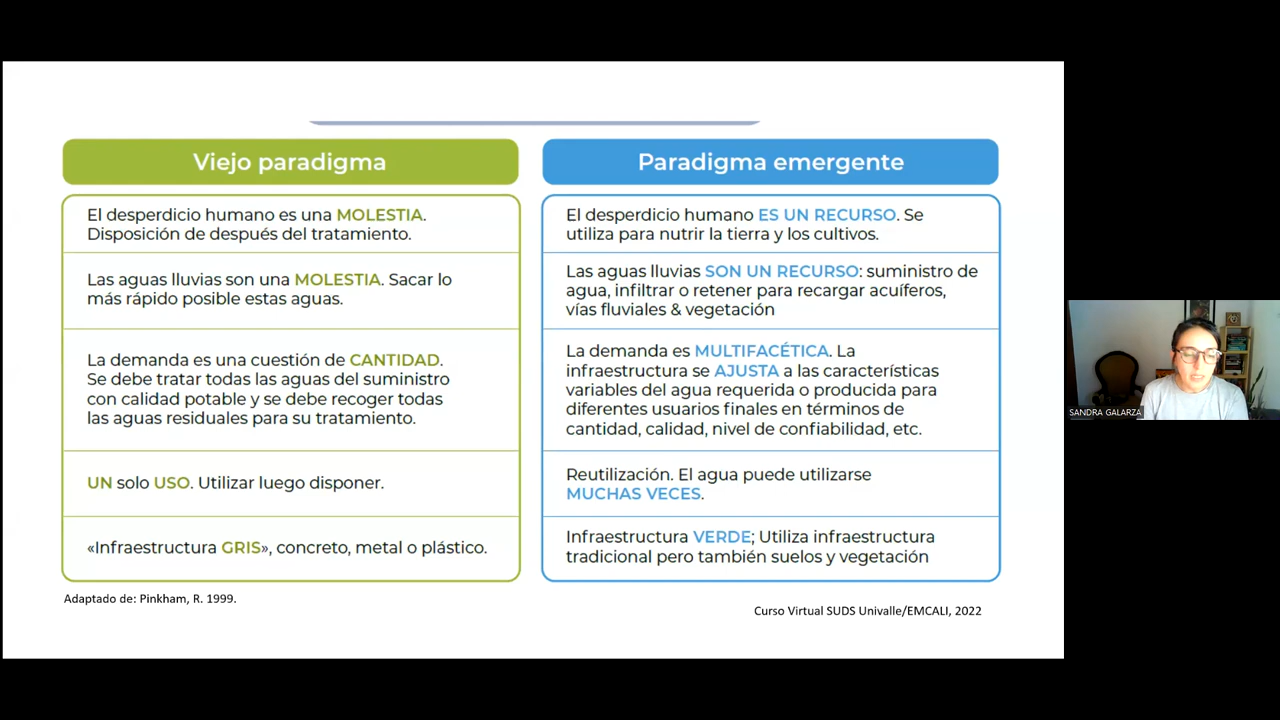 Viejo paradigma
El desperdicio humano es una MOLESTIA.
Disposición de después del tratamiento.
Las aguas lluvias son una MOLESTIA. Sacar lo
más rápido posible estas aguas.
La demanda es una cuestión de CANTIDAD.
Se debe tratar todas las aguas del suministro
con calidad potable y se debe recoger todas
las aguas residuales para su tratamiento.
UN solo USO. Utilizar luego disponer.
«Infraestructura GRIS», concreto, metal o plástico.
Paradigma emergente
El desperdicio humano ES UN RECURSO. Se
utiliza para nutrir la tierra y los cultivos.
Las aguas lluvias SON UN RECURSO: suministro de
agua, infiltrar o retener para recargar acuíferos,
vías fluviales & vegetación
La demanda es MULTIFACÉTICA. La
infraestructura se AJUSTA a las características
variables del agua requerida o producida para
diferentes usuarios finales en términos de
cantidad, calidad, nivel de confiabilidad, etc.
Reutilización. El agua puede utilizarse
MUCHAS VECES.
Infraestructura VERDE; Utiliza infraestructura
tradicional pero también suelos y vegetación
Adaptado de: Pinkham, R. 1999.
Curso Virtual SUDS Univalle/EMCALI, 2022
SANDRA GALARZA